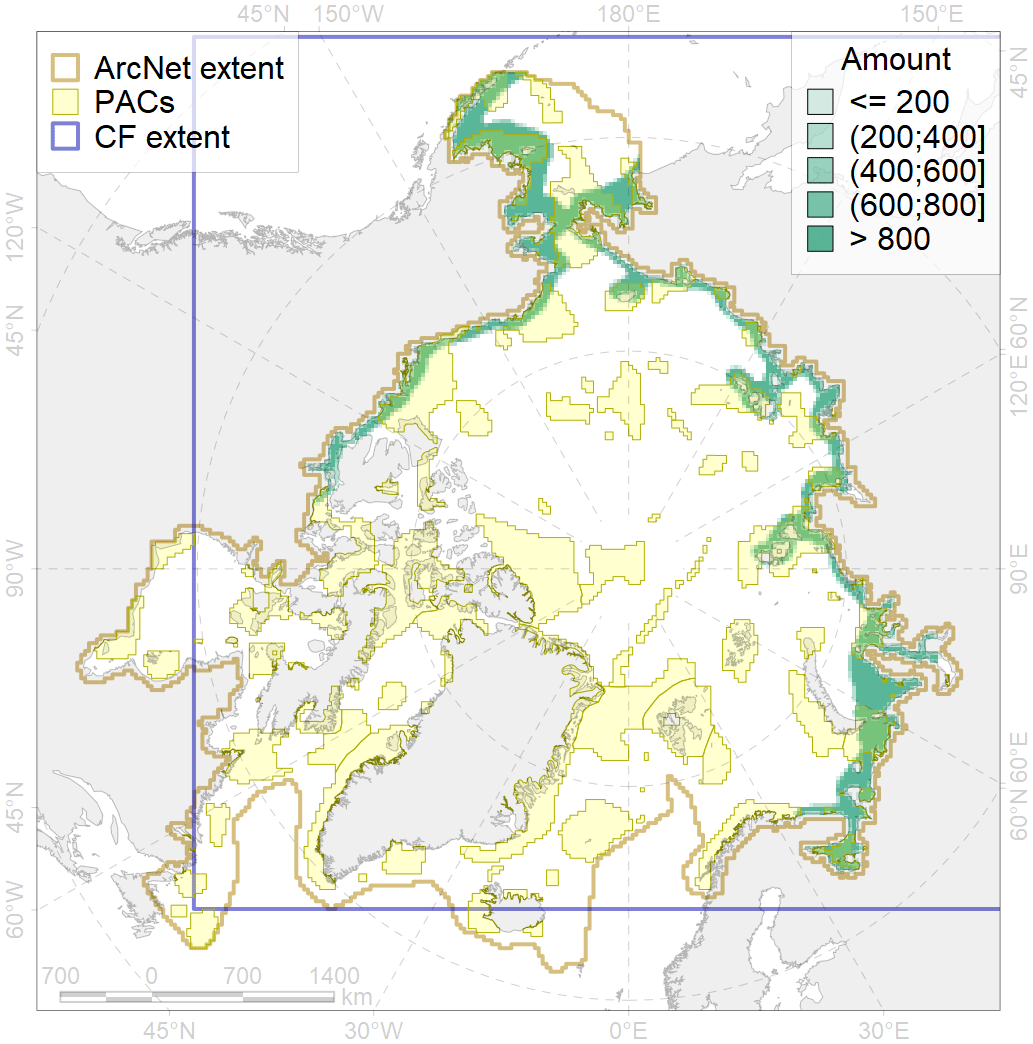 45°N 150°W 180°E 150°E
ArcNet extent
PACs
CF extent
Amount
<= 200
(200;400]
(400;600]
(600;800]
> 800
45°N
120°W
60°N
45°N
120°E
90°W
90°E
60°E
45°N
60°N
60°W
700 0 700 1400
km
45°N 30°W 0°E 30°E